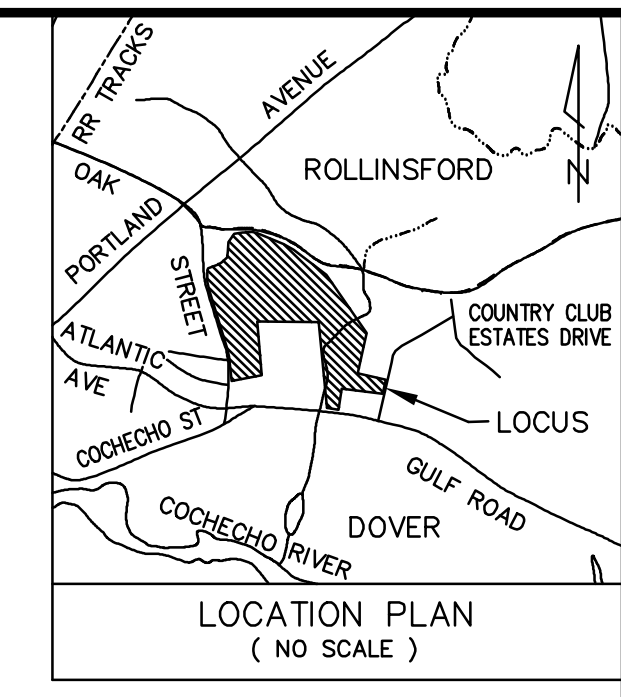 RR TRACKS
AVENUE
OAK
ROLLINSFORD
N
PORTLAND
STREET
COUNTRY CLUB
ESTATES DRIVE
ATLANTIC
AVE
LOCUS
COCHECHO ST
GULF ROAD
COCHECHO RIVER
DOVER
LOCATION PLAN
( NO SCALE )